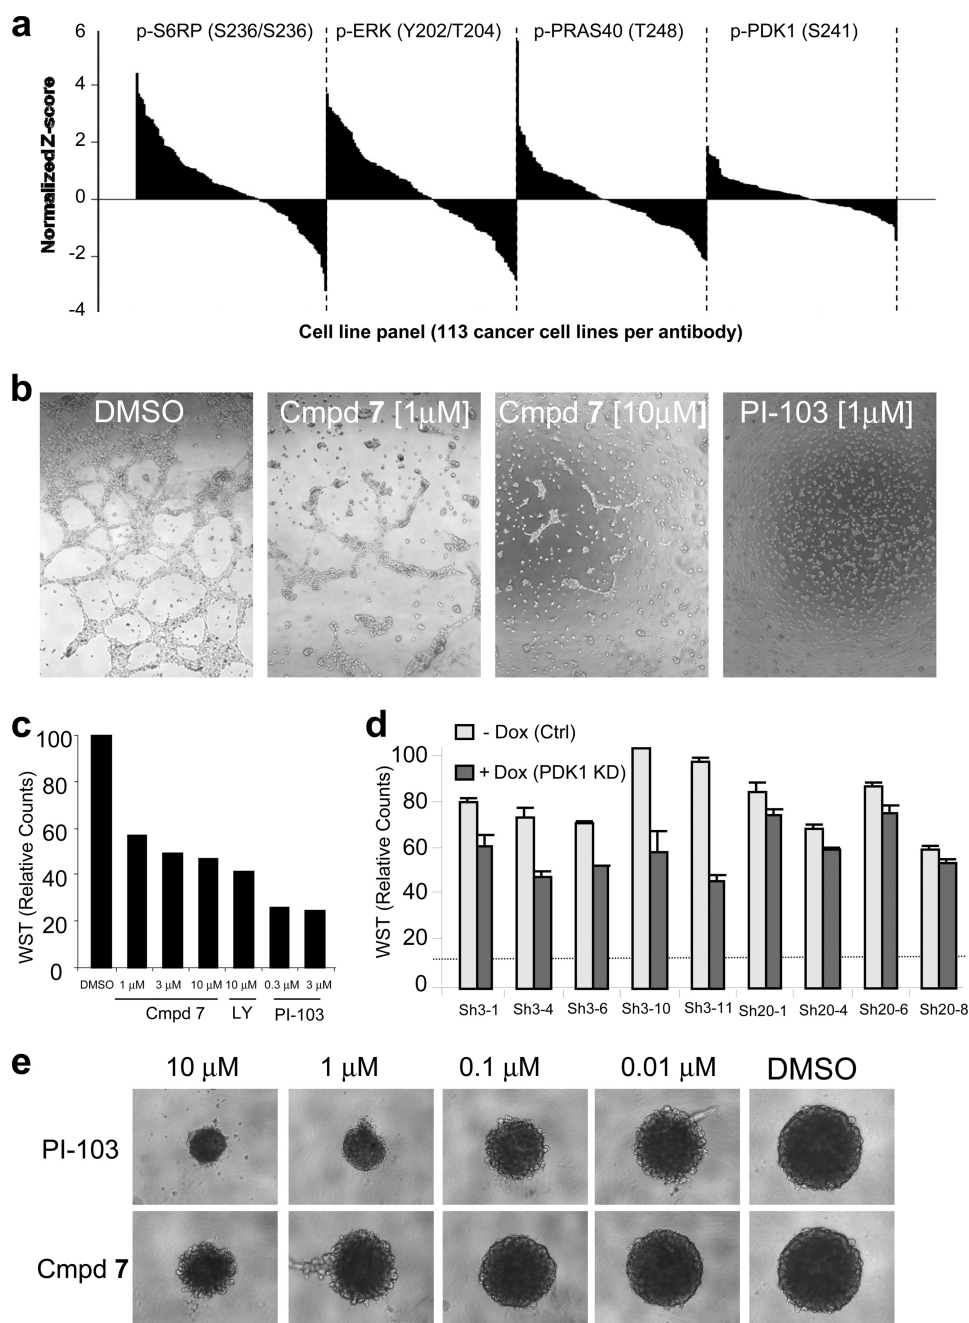 a
p-S6RP (S236/S236) p-ERK (Y202/T204) p-PRAS40 (T248) p-PDK1 (S241)
6
4
2
0
-2
-4
Normalized Z-score
Cell line panel (113 cancer cell lines per antibody)
b
DMSO Cmpd 7 [1μM] Cmpd 7 [10μM] PI-103 [1μM]
c
100
80
60
40
20
0
WST (Relative Counts)
DMSO 1 μM 3 μM 10 μM 10 μM 0.3 μM 3 μM
Cmpd 7 LY PI-103
d
- Dox (Ctrl)
+ Dox (PDK1 KD)
100
80
60
40
20
0
WST (Relative Counts)
Sh3-1 Sh3-4 Sh3-6 Sh3-10 Sh3-11 Sh20-1 Sh20-4 Sh20-6 Sh20-8
e
10 μM 1 μM 0.1 μM 0.01 μM DMSO
PI-103
Cmpd 7